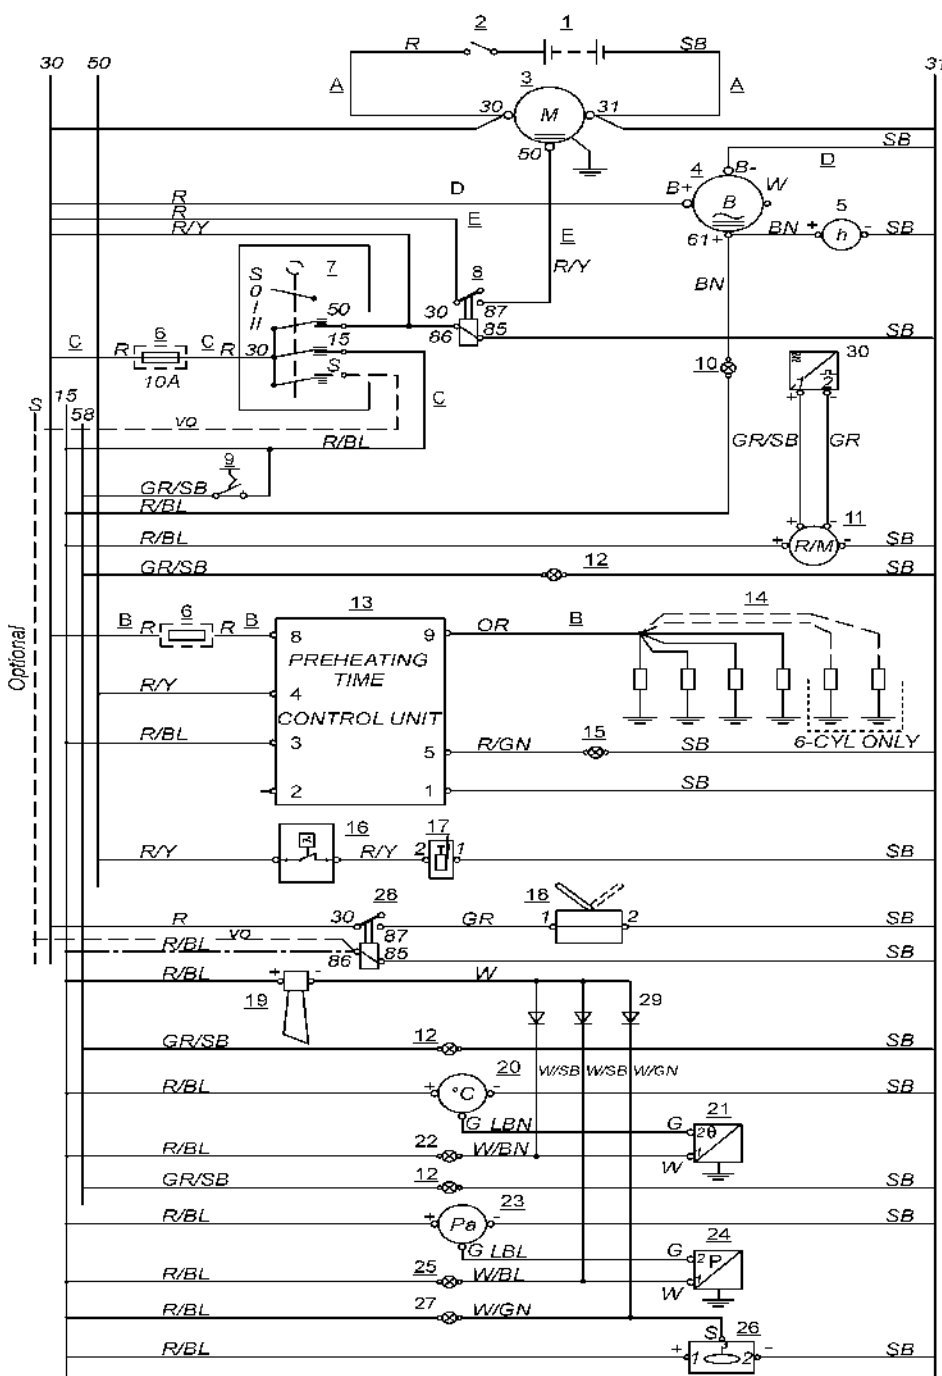 2 1
R SB
30 50 31
A 3 A
30 M 31
50 SB
D
4 B- W
D B+ B 5
R
R E + h -
R/Y 61+ BN SB
E
R/Y
S 7 8 BN
O
I
II 50 30 87
86 85 SB
C R 6 C R 30 15
10A S 10 30
1 2
+ -
S 15 58 C
vo GR/SB GR
R/BL
9
GR/SB
R/BL + - 11
R/BL + R/M - SB
GR/SB 12 SB
B R 6 R B 13 OR B 14
8 9
PREHEATING
TIME
R/Y 4
CONTROL UNIT
R/BL 3 5 R/GN 15 SB 6-CYL ONLY
2 1 SB
Optional
16 17
R/Y R/Y 2 1 SB
28 18
R 30 87 GR 1 2 SB
vo
R/BL 86 85 SB
R/BL + - W
19 29
GR/SB 12 SB
20 W/SB W/SB W/GN
R/BL + °C - SB
G LBN G 21
2 θ
22 1
R/BL W/BN W
GR/SB 12 SB
23
R/BL + Pa - SB
G LBL G 24
2 P
25 1
R/BL W/BL W
27
R/BL W/GN
S 26
R/BL + 1 2 - SB